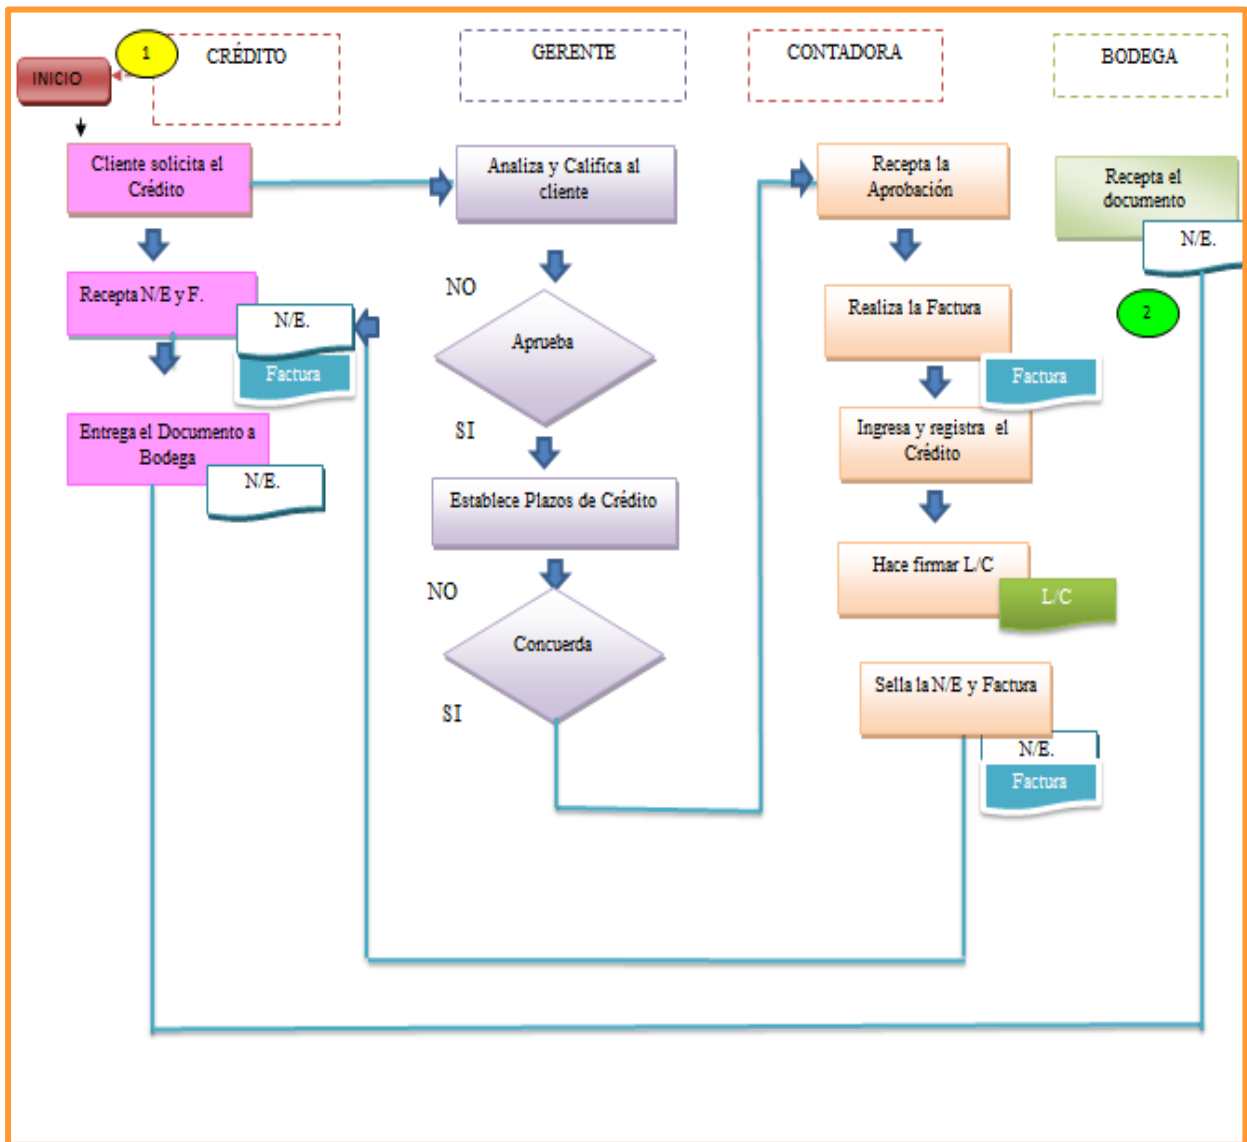 1
INICIO
CRÉDITO
GERENTE
CONTADORA
BODEGA
Cliente solicita el
Crédito
Analiza y Califica al
cliente
Recepta la
Aprobación
Recepta el
documento
N/E.
2
Recepta N/E y F.
N/E.
Factura
NO
Aprueba
SI
Realiza la Factura
Factura
Entrega el Documento a
Bodega
N/E.
Establece Plazos de Crédito
Ingresa y registra el
Crédito
NO
Concuerda
SI
Hace firmar L/C
L/C
Sella la N/E y Factura
N/E.
Factura